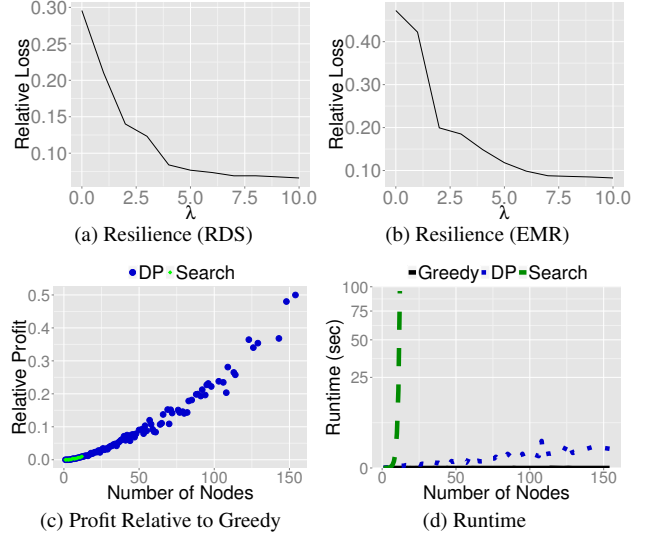 0.30
0.25
0.20
0.15
0.10
Relative Loss
0.0 2.5 5.0 7.5 10.0
λ
(a) Resilience (RDS)
0.40
0.30
0.20
0.10
Relative Loss
0.0 2.5 5.0 7.5 10.0
λ
(b) Resilience (EMR)
DP Search
0.5
0.4
0.3
0.2
0.1
0.0
Relative Profit
0 50 100 150
Number of Nodes
(c) Profit Relative to Greedy
Greedy DP Search
100
75
50
25
0
Runtime (sec)
0 50 100 150
Number of Nodes
(d) Runtime